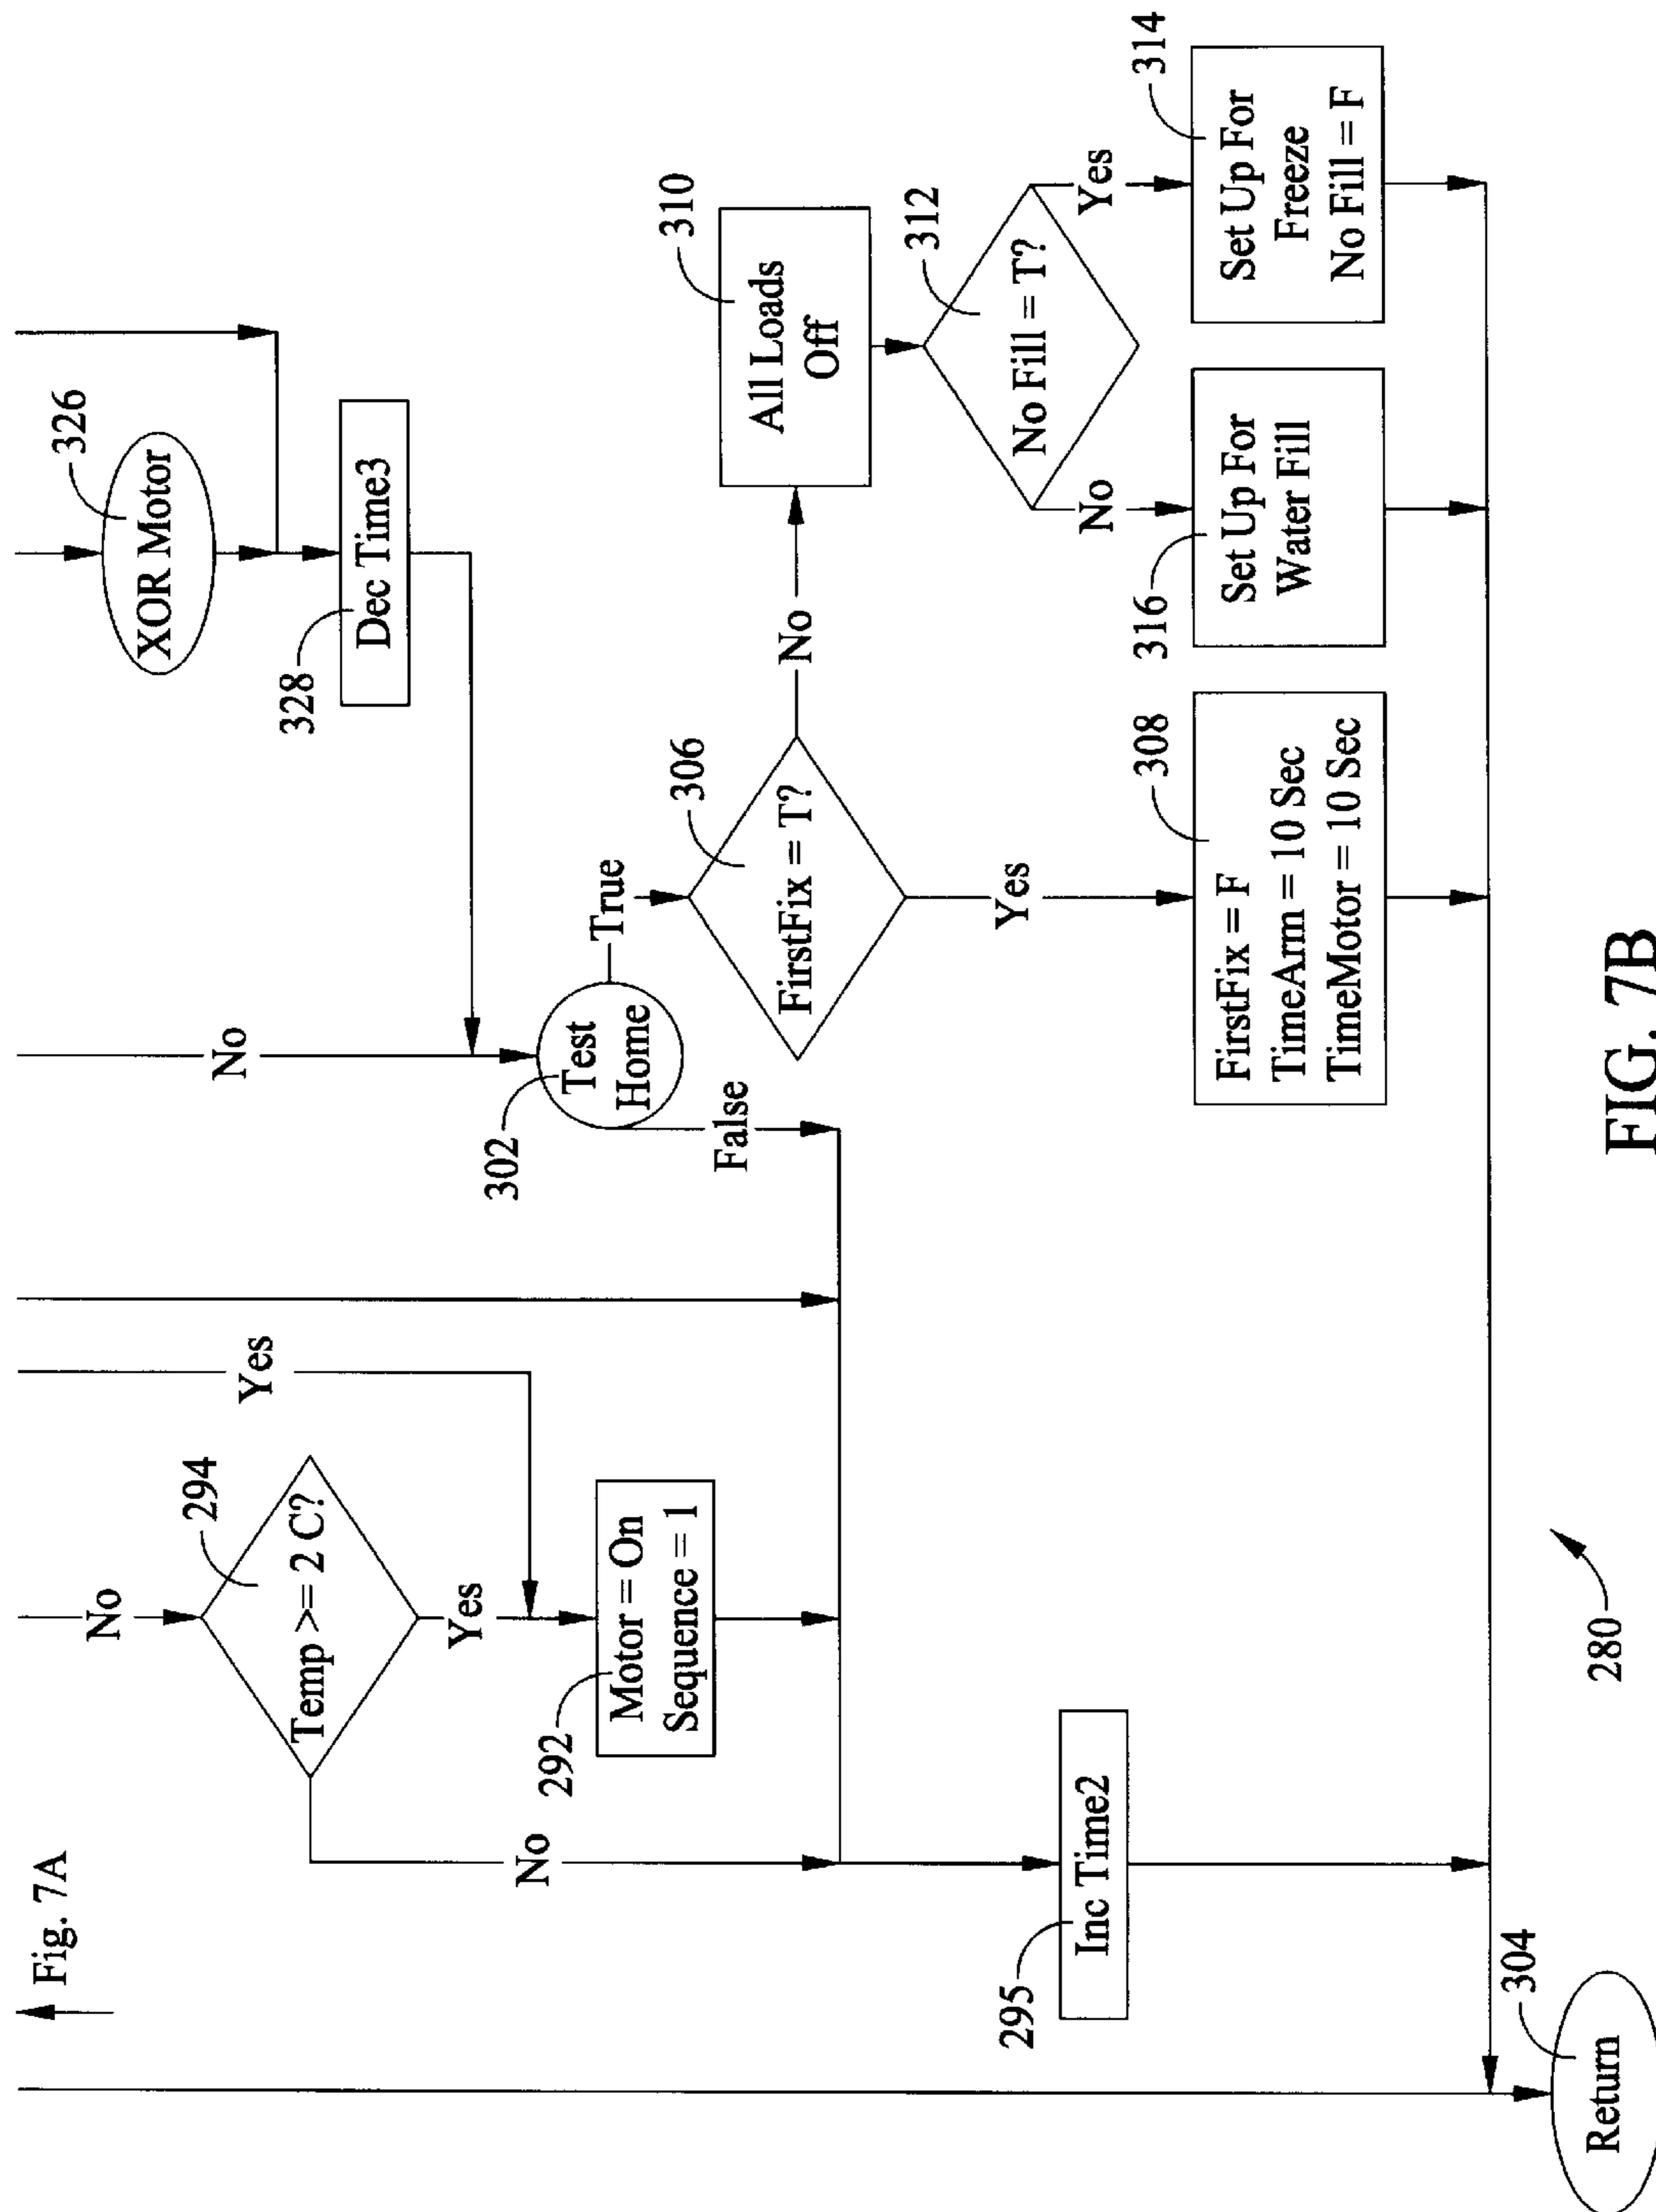 Fig. 7A
No
294
Temp >= 2 C?
Yes
Yes
No
292
Motor = On
Sequence = 1
295
Inc Time2
304
Return
326
XOR Motor
328
Dec Time3
No
302
Test
Home
True
False
306
FirstFix = T?
No
Yes
310
All Loads
Off
312
No Fill = T?
No
Yes
308
FirstFix = F
TimeArm = 10 Sec
TimeMotor = 10 Sec
316
Set Up For
Water Fill
314
Set Up For
Freeze
No Fill = F
280
FIG. 7B